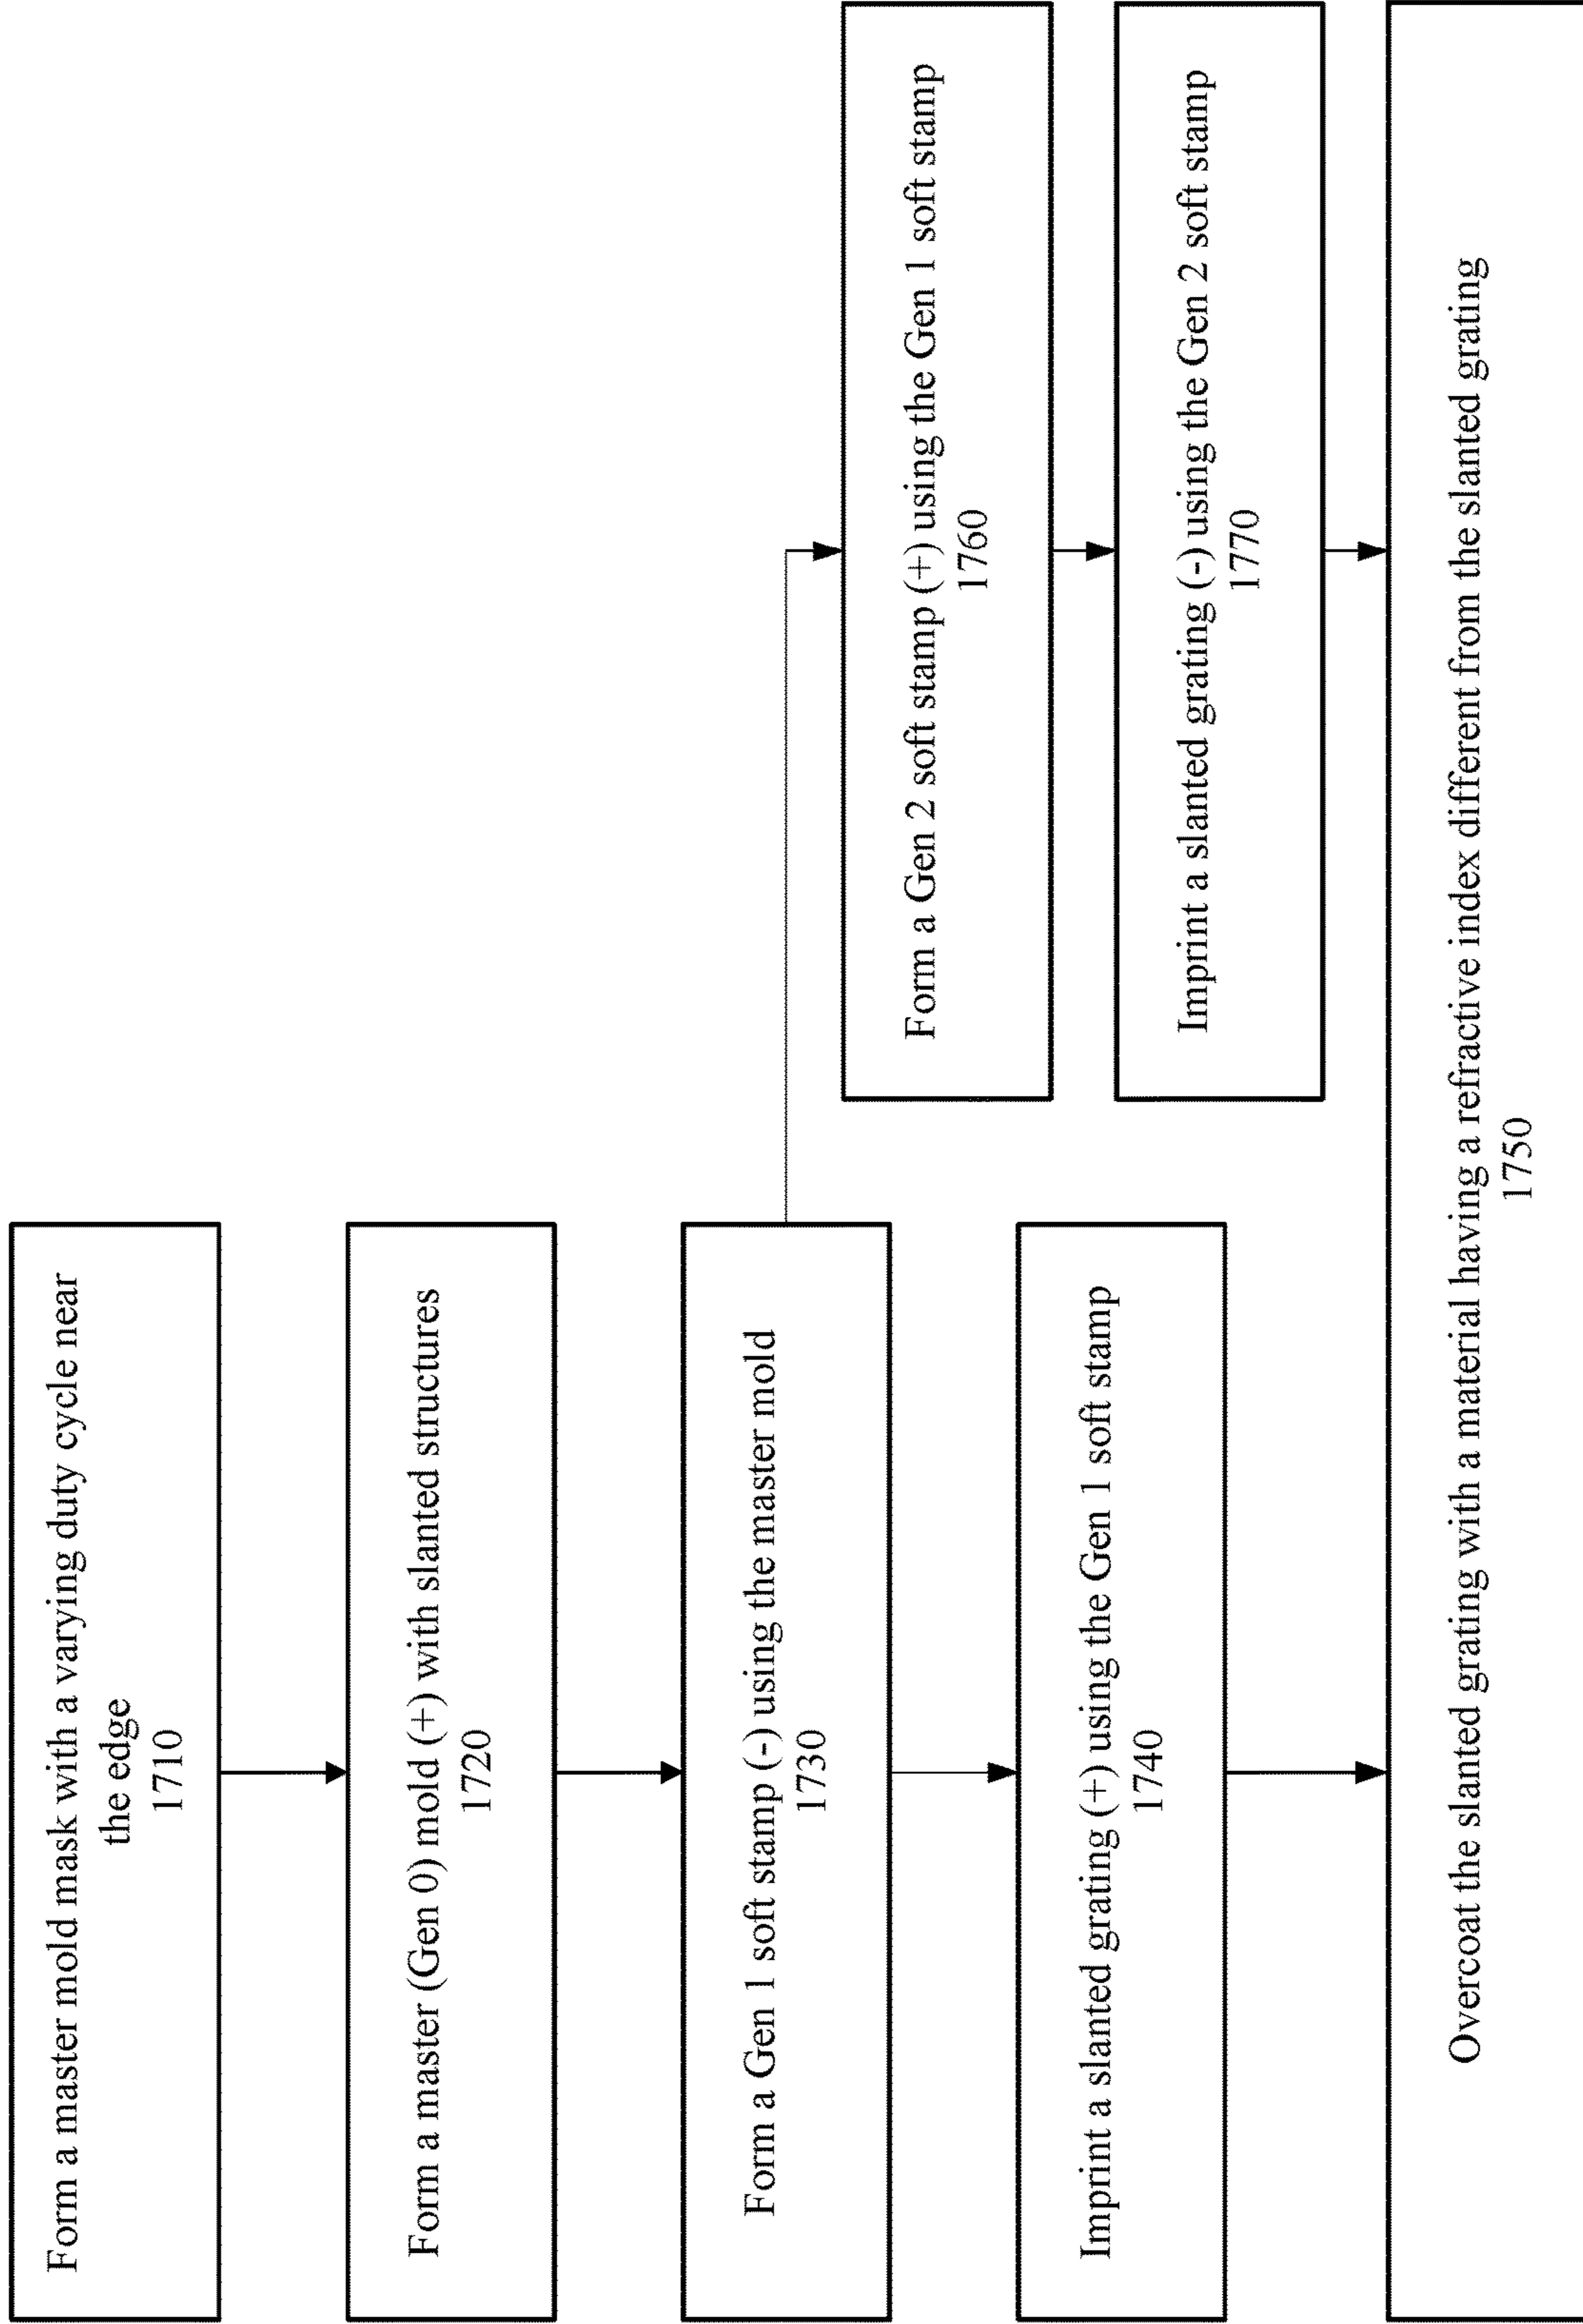 Form a master mold mask with a varying duty cycle near
the edge
1710
Form a master (Gen 0) mold (+) with slanted structures
1720
Form a Gen 1 soft stamp (-) using the master mold
1730
Imprint a slanted grating (+) using the Gen 1 soft stamp
1740
Form a Gen 2 soft stamp (+) using the Gen 1 soft stamp
1760
Imprint a slanted grating (-) using the Gen 2 soft stamp
1770
Overcoat the slanted grating with a material having a refractive index different from the slanted grating
1750